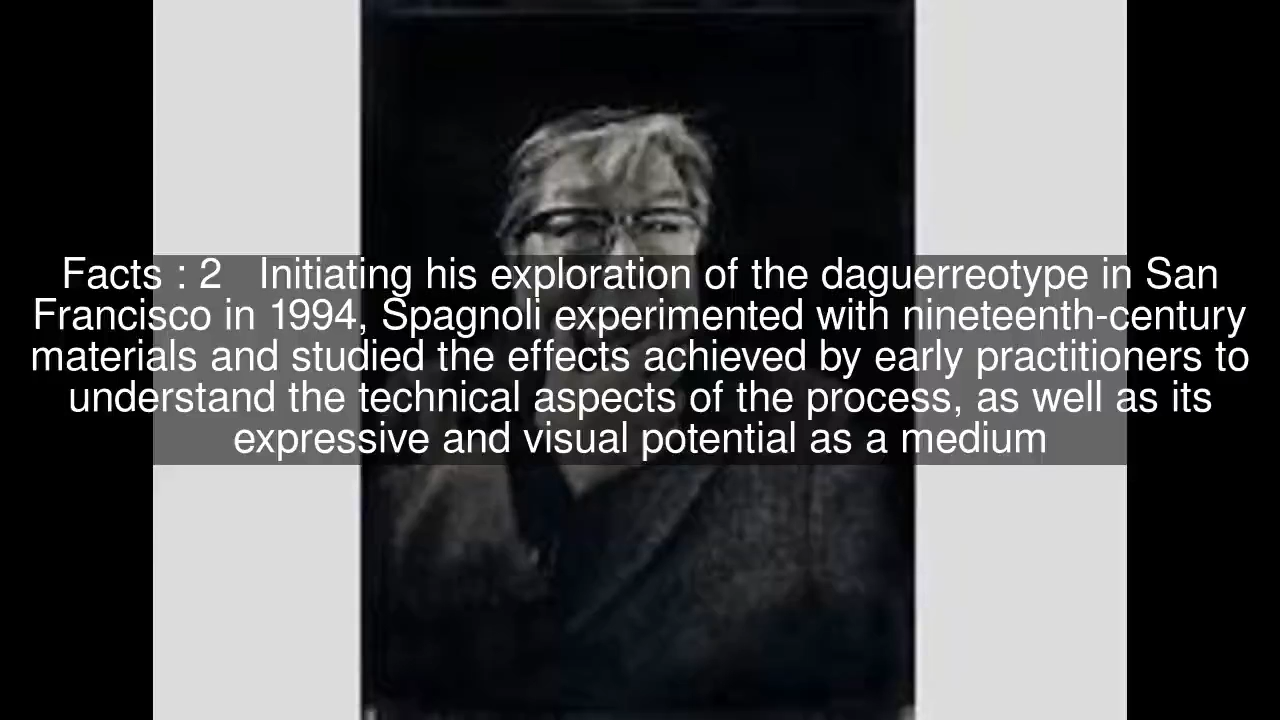 Facts : 2   Initiating his exploration of the daguerreotype in San
Francisco in 1994, Spagnoli experimented with nineteenth-century
materials and studied the effects achieved by early practitioners to
understand the technical aspects of the process, as well as its
expressive and visual potential as a medium